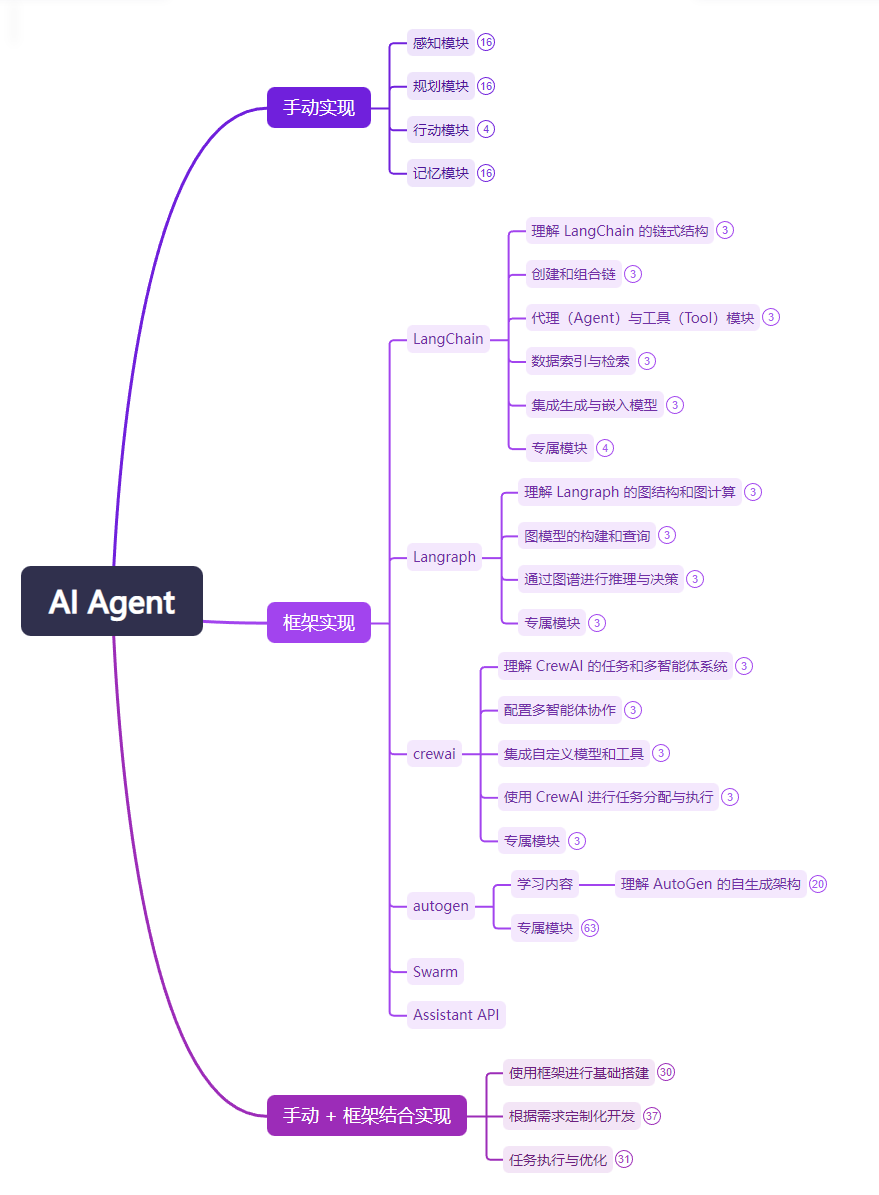 AI Agent
手动实现
感知模块 16
规划模块 16
行动模块 4
记忆模块 16
框架实现
LangChain
理解 LangChain 的链式结构 3
创建和组合链 3
代理（Agent）与工具（Tool）模块 3
数据索引与检索 3
集成生成与嵌入模型 3
专属模块 4
Langraph
理解 Langraph 的图结构和图计算 3
图模型的构建和查询 3
通过图谱进行推理与决策 3
专属模块 3
crewai
理解 CrewAI 的任务和多智能体系统 3
配置多智能体协作 3
集成自定义模型和工具 3
使用 CrewAI 进行任务分配与执行 3
专属模块 3
autogen
学习内容
理解 AutoGen 的自生成架构 20
专属模块 63
Swarm
Assistant API
手动 + 框架结合实现
使用框架进行基础搭建 30
根据需求定制化开发 37
任务执行与优化 31